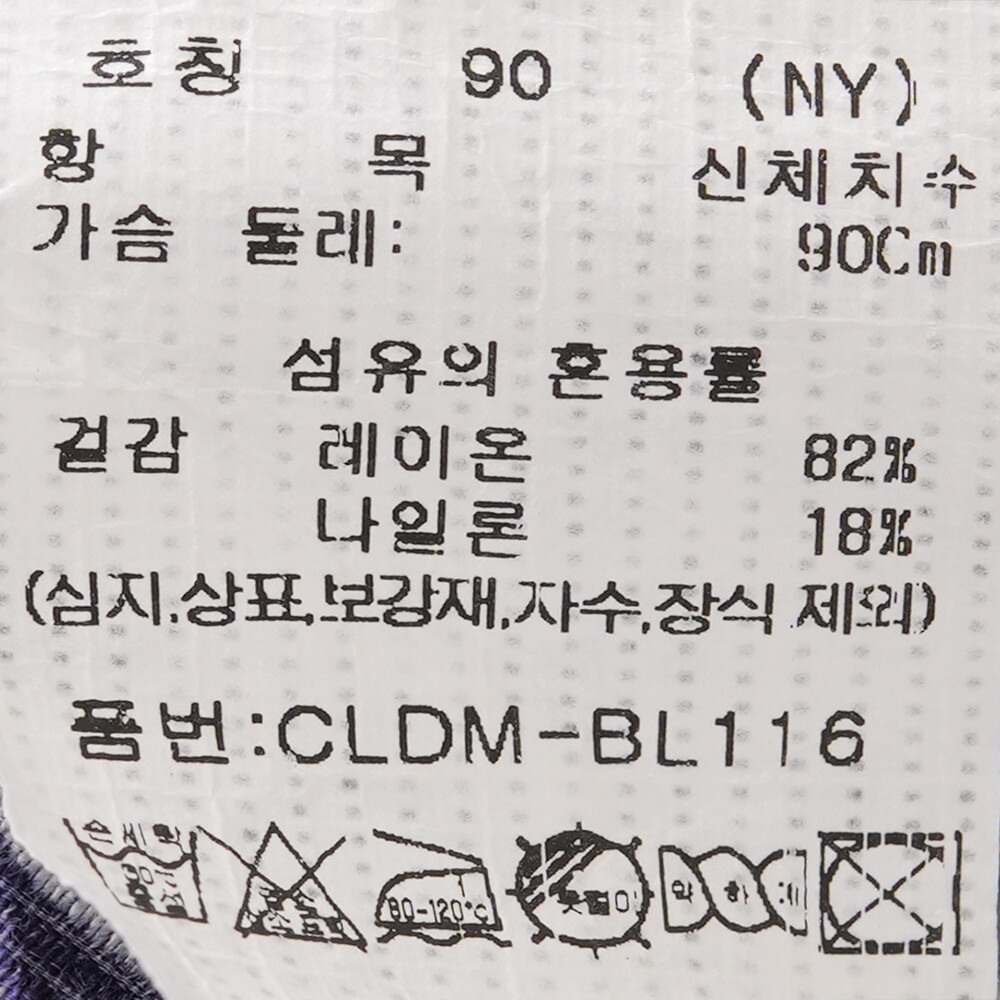 호칭 90 (NY)
항 목 신체치수
가슴 둘레: 90Cm
섬유의 혼용률
겉감 레이온 82%
나일론 18%
(심지,상표,보강재,자수,장식 제외)
품번:CLDM-BL116
손세탁
80-120°C